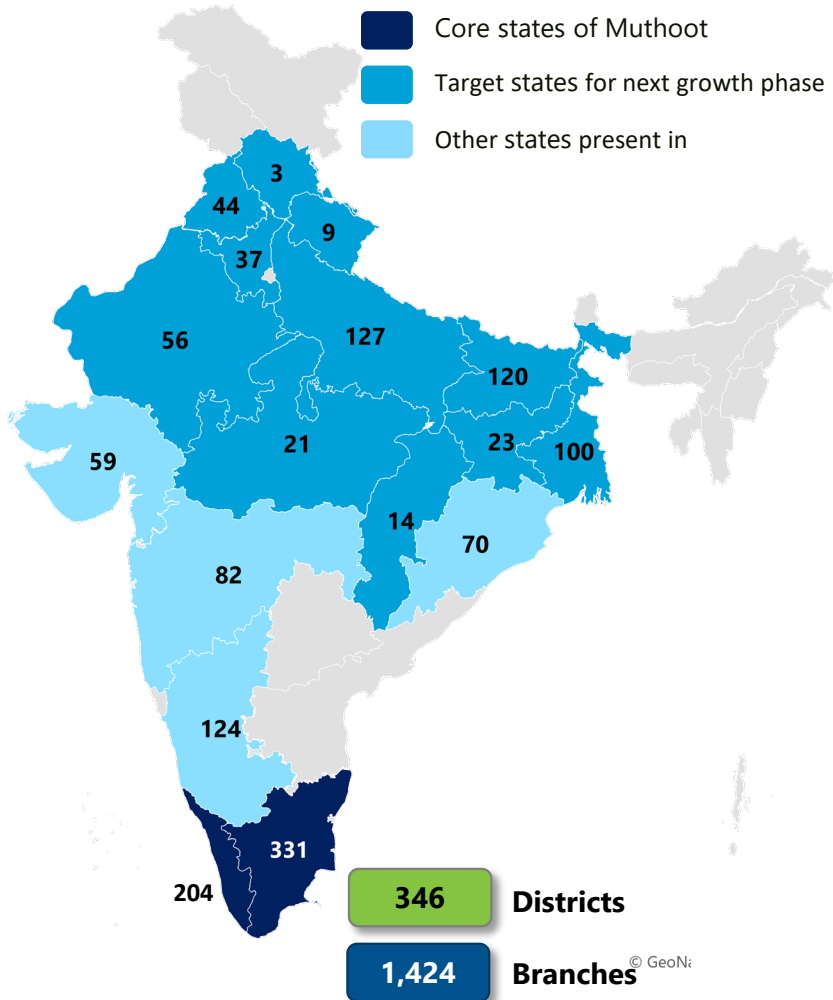 Core states of Muthoot
Target states for next growth phase
Other states present in
3
44
9
37
56
127
120
21
23
100
59
14
70
82
124
331
204
346 Districts
1,424 Branches
© GeoNa